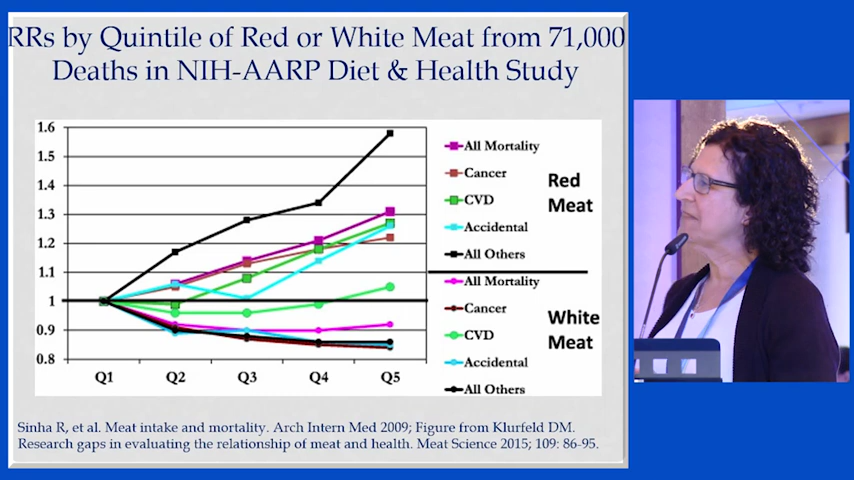 RRs by Quintile of Red or White Meat from 71,000
Deaths in NIH-AARP Diet & Health Study
1.6
1.5
1.4
1.3
1.2
1.1
1
0.9
0.8
Q1 Q2 Q3 Q4 Q5
All Mortality
Cancer
CVD
Accidental
All Others
Red
Meat
All Mortality
Cancer
CVD
Accidental
All Others
White
Meat
Sinha R, et al. Meat intake and mortality. Arch Intern Med 2009; Figure from Klurfeld DM.
Research gaps in evaluating the relationship of meat and health. Meat Science 2015; 109: 86-95.